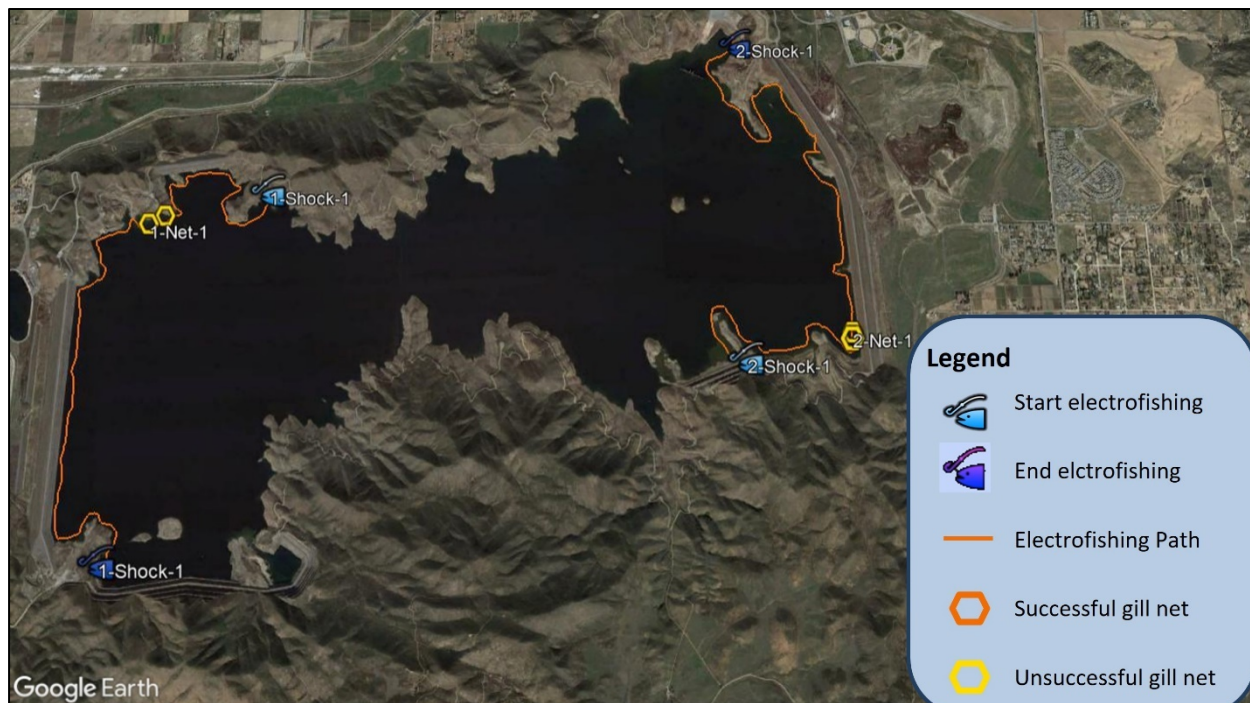 2-Shock-1
1-Shock-1
1-Net-1
2-Net-1
2-Shock-1
1-Shock-1
Legend
Start electrofishing
End elctrofishing
Electrofishing Path
Successful gill net
Unsuccessful gill net
Google Earth